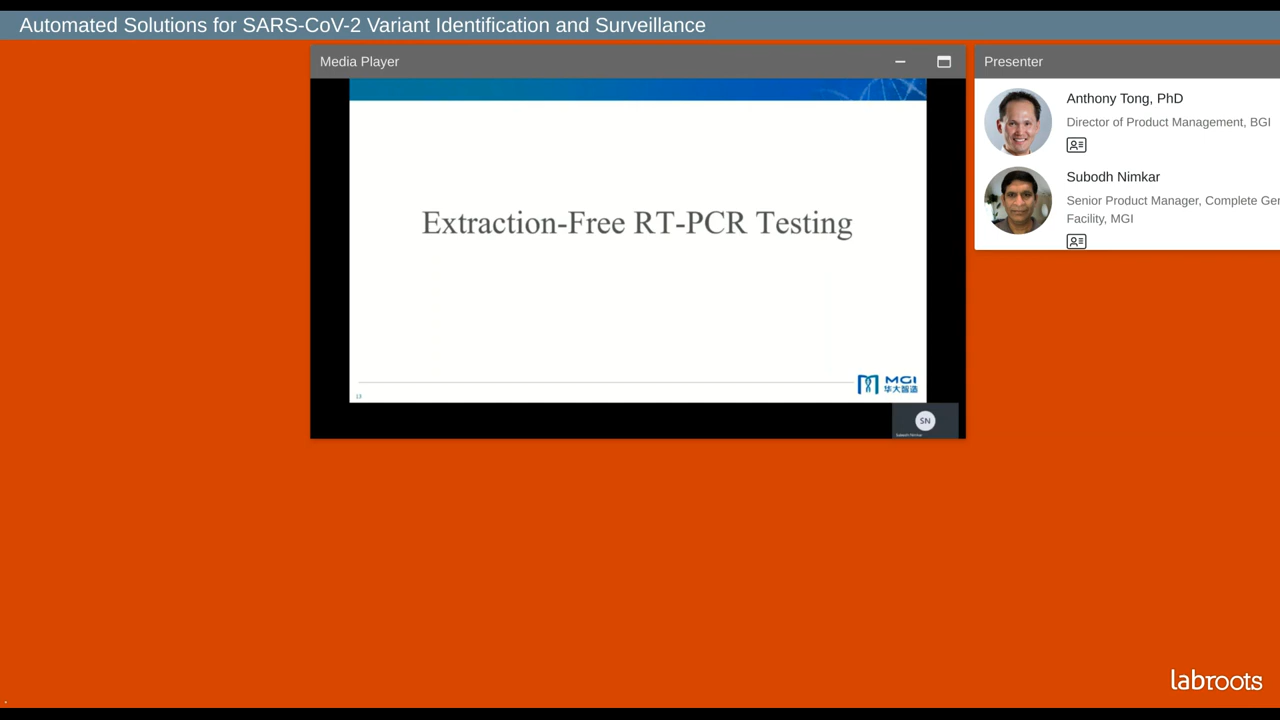 Automated Solutions for SARS-CoV-2 Variant Identification and Surveillance
Media Player
Presenter
Anthony Tong, PhD
Director of Product Management, BGI
Subodh Nimkar
Senior Product Manager, Complete Gen
Facility, MGI
Extraction-Free RT-PCR Testing
MGI
华大智造
13
SN
labroots